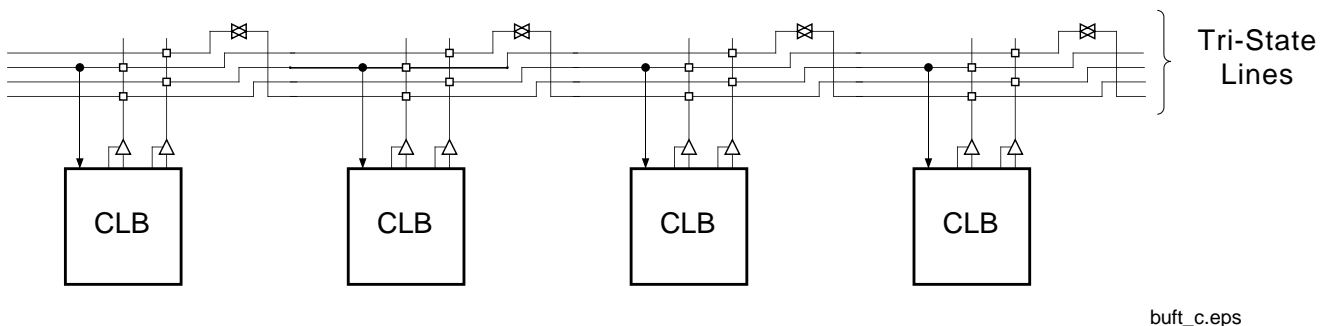 Tri-State
Lines
CLB
CLB
CLB
CLB
buft_c.eps